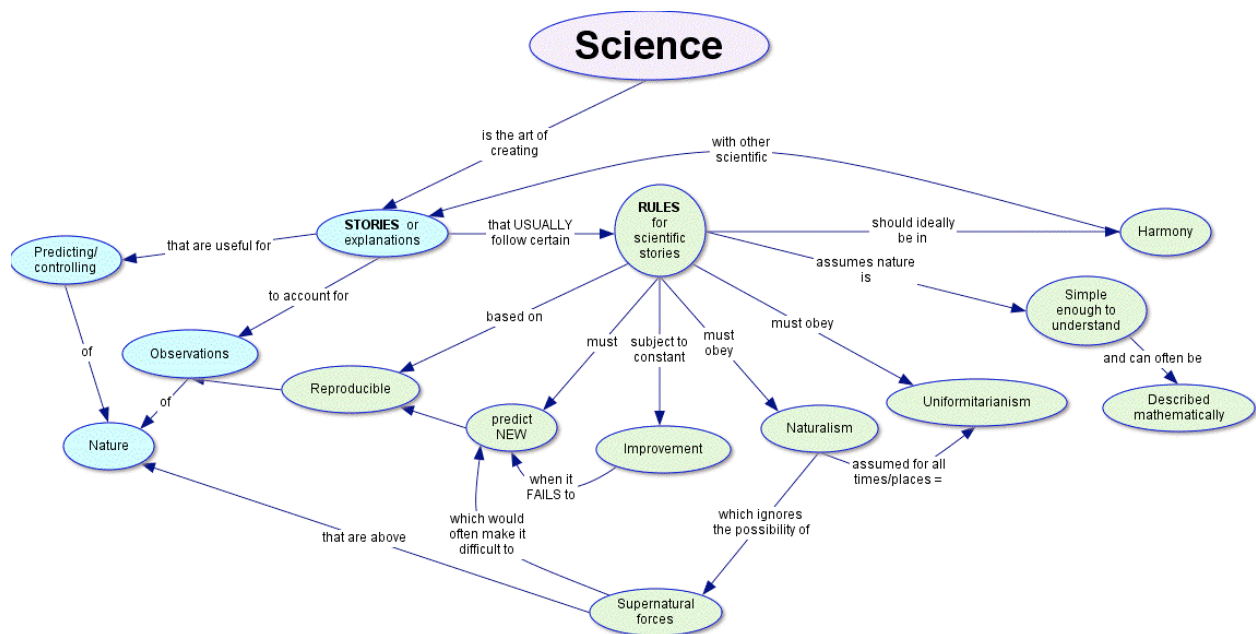 Science
is the art of
creating
with other
scientific
STORIES or
explanations
that USUALLY
follow certain
RULES
for
scientific
stories
should ideally
be in
Harmony
Predicting/
controlling
that are useful for
assumes nature
is
Simple
enough to
understand
to account for
based on
must
subject to
constant
must
obey
must obey
of
Observations
and can often be
Reproducible
of
Uniformitarianism
Described
mathematically
predict
NEW
Naturalism
Nature
Improvement
when it
FAILS to
assumed for all
times/places =
which would
often make it
difficult to
which ignores
the possibility of
that are above
Supernatural
forces